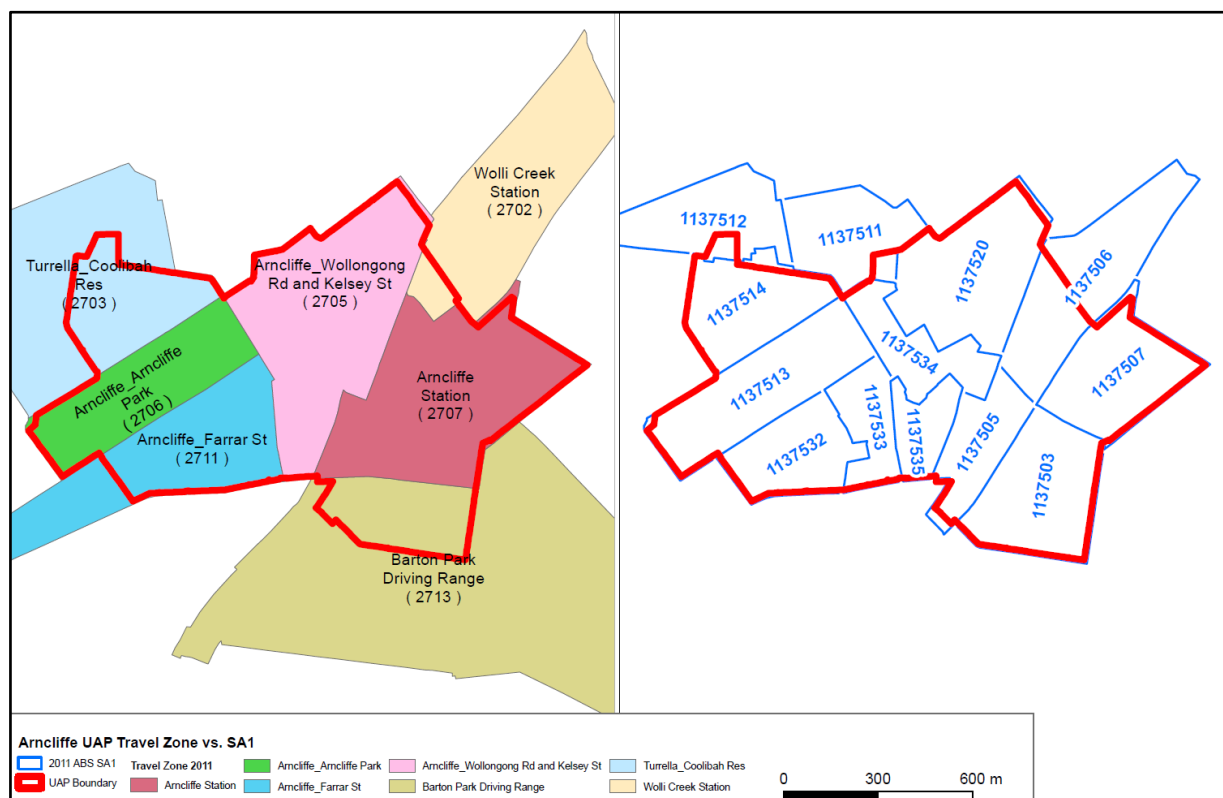 Wolli Creek
Station
( 2702 )
Turrella_Coolibah
Res
( 2703 )
Arncliffe_Wollongong
Rd and Kelsey St
( 2705 )
Arncliffe_Arncliffe
Park
( 2706 )
Arncliffe
Station
( 2707 )
Arncliffe_Farrar St
( 2711 )
Barton Park
Driving Range
( 2713 )
1137512
1137511
1137520
1137506
1137514
1137534
1137507
1137513
1137533
1137532
1137535
1137505
1137503
Arncliffe UAP Travel Zone vs. SA1
2011 ABS SA1
UAP Boundary
Travel Zone 2011
Arncliffe Station
Arncliffe_Arncliffe Park
Arncliffe_Farrar St
Arncliffe_Wollongong Rd and Kelsey St
Barton Park Driving Range
Turrella_Coolibah Res
Wolli Creek Station
0 300 600 m